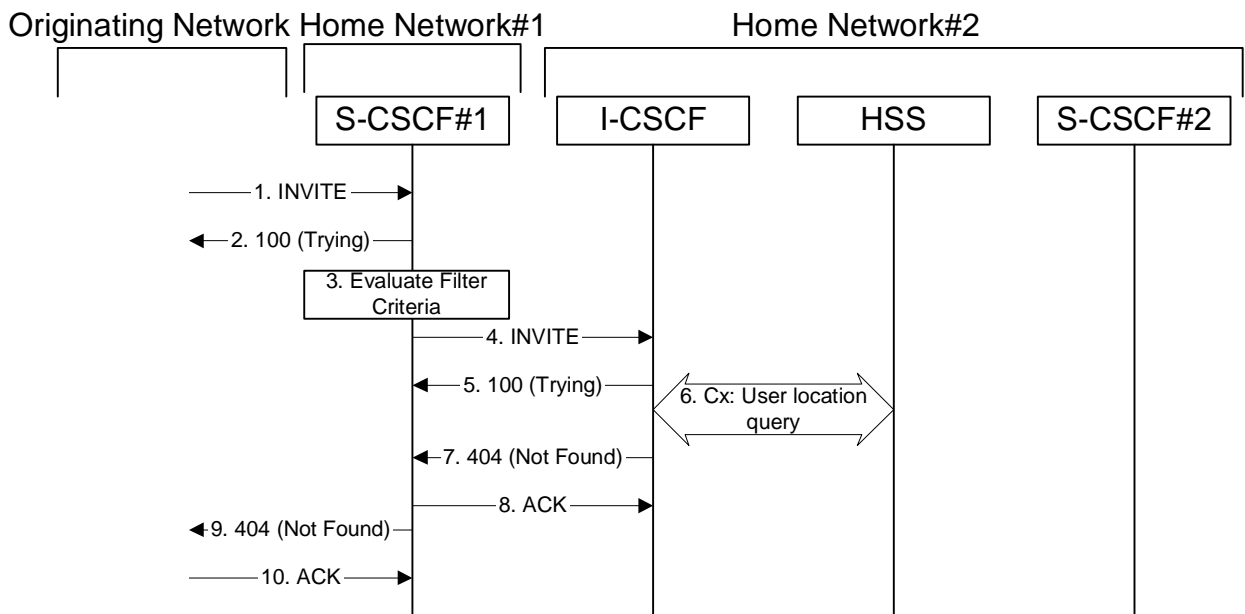 Originating Network Home Network#1 Home Network#2
S-CSCF#1 I-CSCF HSS S-CSCF#2
1. INVITE
2. 100 (Trying)
3. Evaluate Filter
Criteria
4. INVITE
5. 100 (Trying)
6. Cx: User location
query
7. 404 (Not Found)
8. ACK
9. 404 (Not Found)
10. ACK